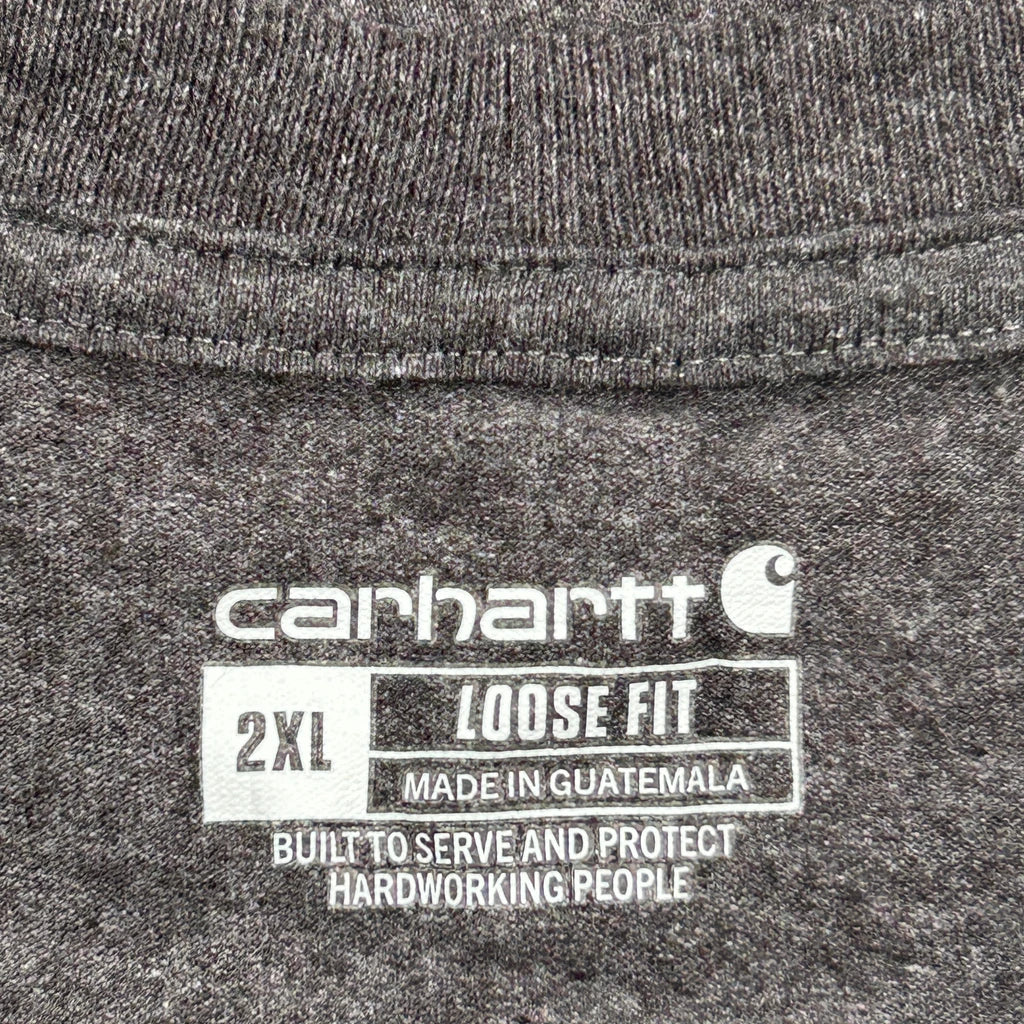 carhartt
2XL
LOOSE FIT
MADE IN GUATEMALA
BUILT TO SERVE AND PROTECT
HARDWORKING PEOPLE